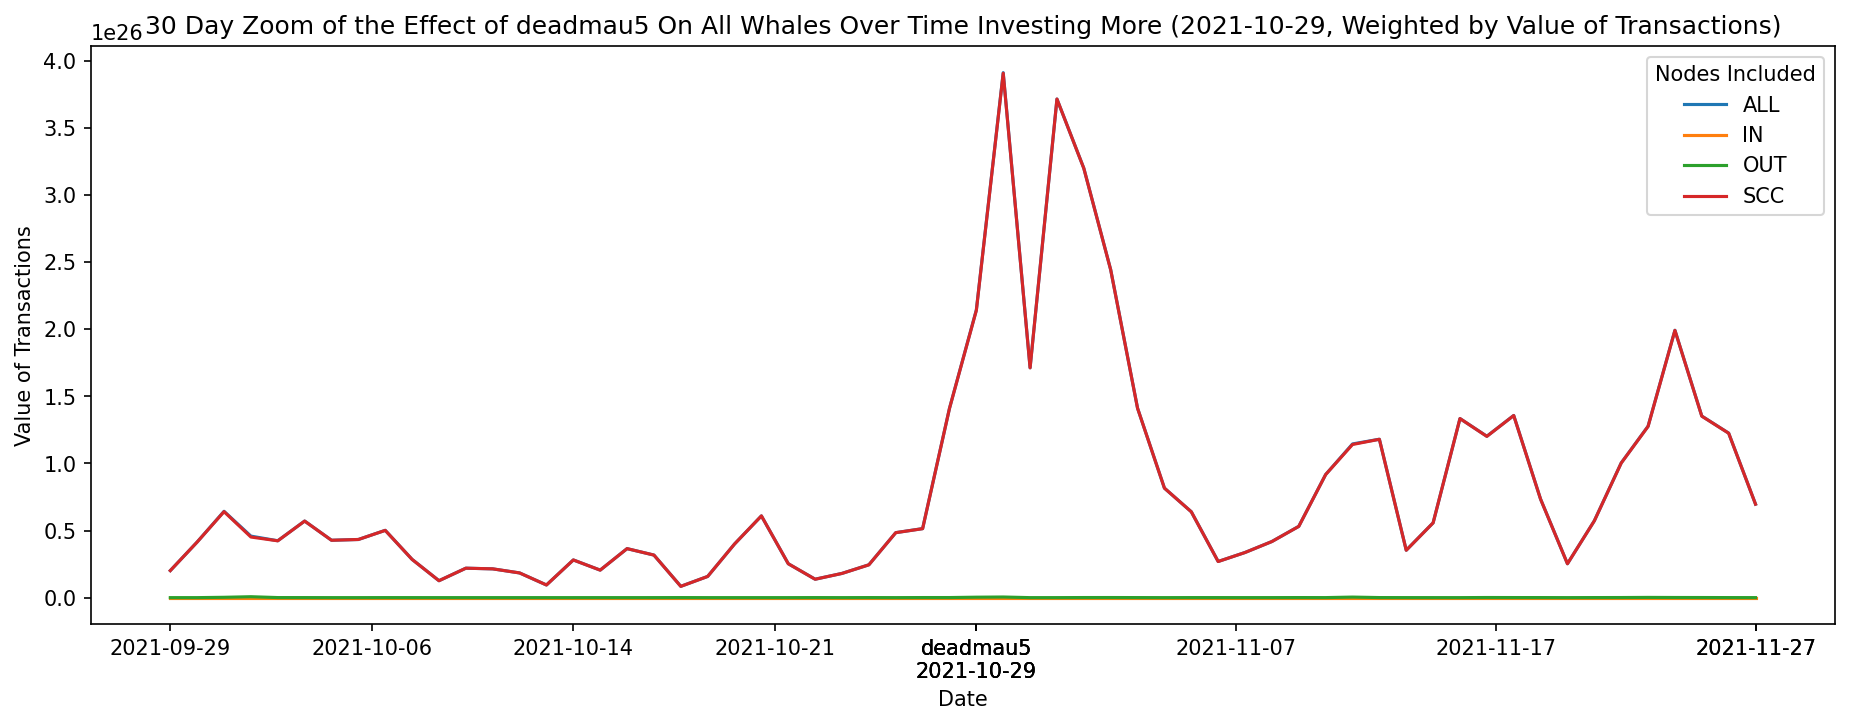 30 Day Zoom of the Effect of deadmau5 On All Whales Over Time Investing More (2021-10-29, Weighted by Value of Transactions)
1e26
4.0
3.5
3.0
2.5
2.0
1.5
1.0
0.5
0.0
Value of Transactions
Nodes Included
ALL
IN
OUT
SCC
2021-09-29
2021-10-06
2021-10-14
2021-10-21
deadmau5
2021-10-29
2021-11-07
2021-11-17
2021-11-27
Date